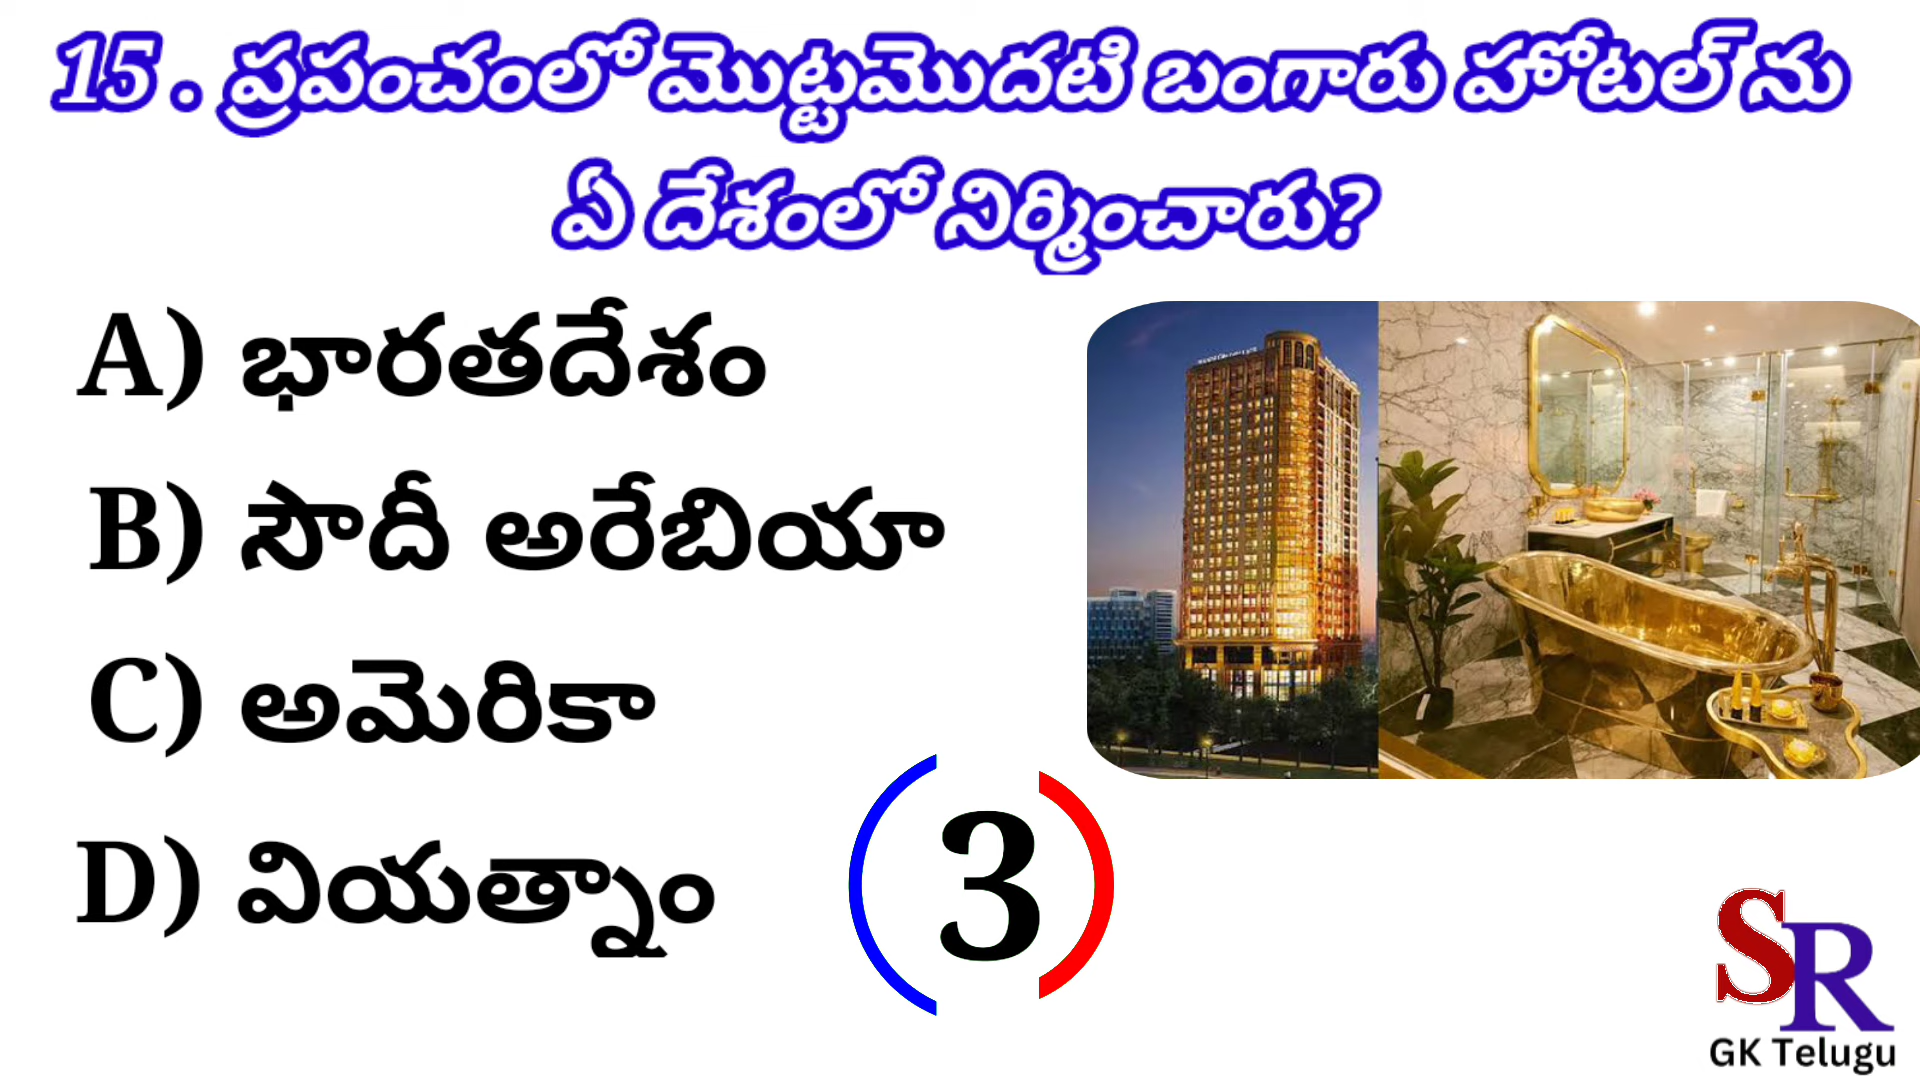 15 . ప్రపంచంలో మొట్టమొదటి బంగారు హోటల్ ను
ఏ దేశంలో నిర్మించారు?
A) భారతదేశం
B) సౌదీ అరేబియా
C) అమెరికా
D) వియత్నాం
3
SR
GK Telugu